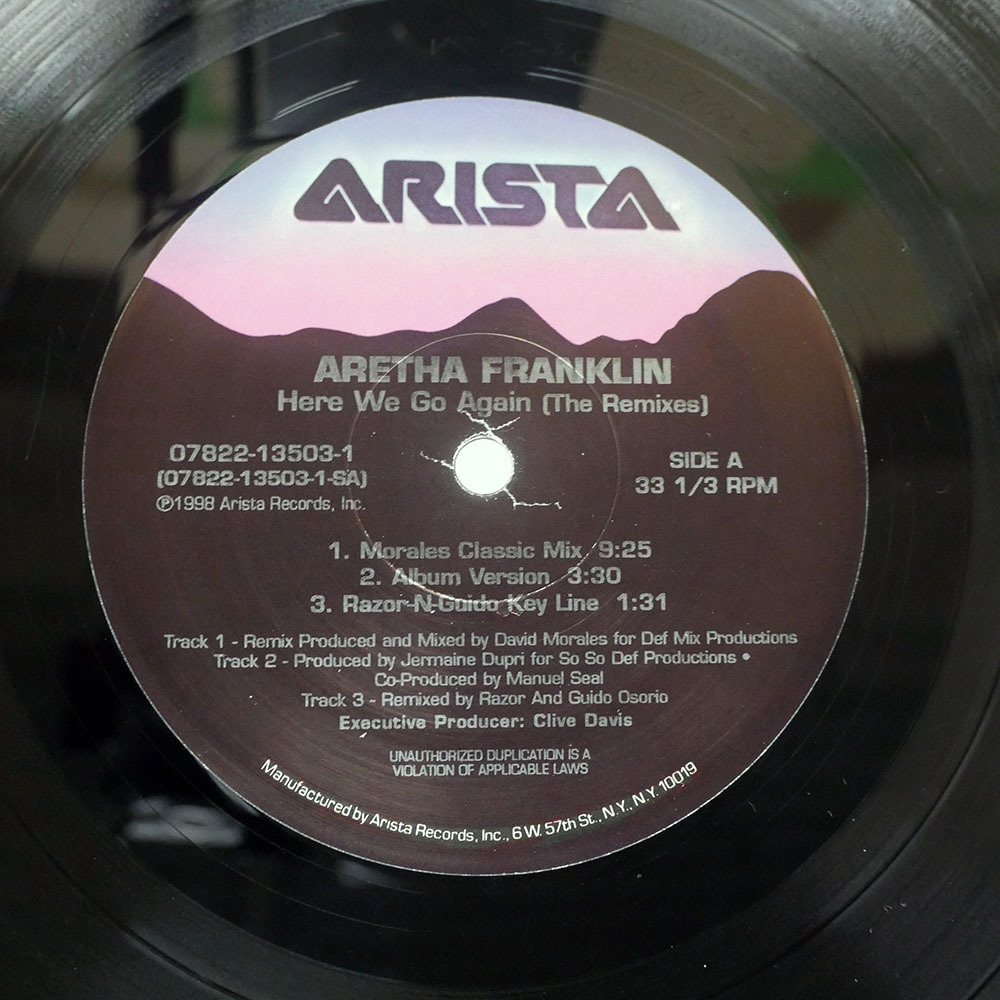 ARISTA
ARETHA FRANKLIN
Here We Go Again (The Remixes)
07822-13503-1
(07822-13503-1-SA)
℗1998 Arista Records, Inc.
SIDE A
33 1/3 RPM
1. Morales Classic Mix 9:25
2. Album Version 3:30
3. Razor-N-Guido Key Line 1:31
Track 1 - Remix Produced and Mixed by David Morales for Def Mix Productions
Track 2 - Produced by Jermaine Dupri for So So Def Productions •
Co-Produced by Manuel Seal
Track 3 - Remixed by Razor And Guido Osorio
Executive Producer: Clive Davis
UNAUTHORIZED DUPLICATION IS A
VIOLATION OF APPLICABLE LAWS
Manufactured by Arista Records, Inc., 6 W. 57th St., N.Y., N.Y. 10019